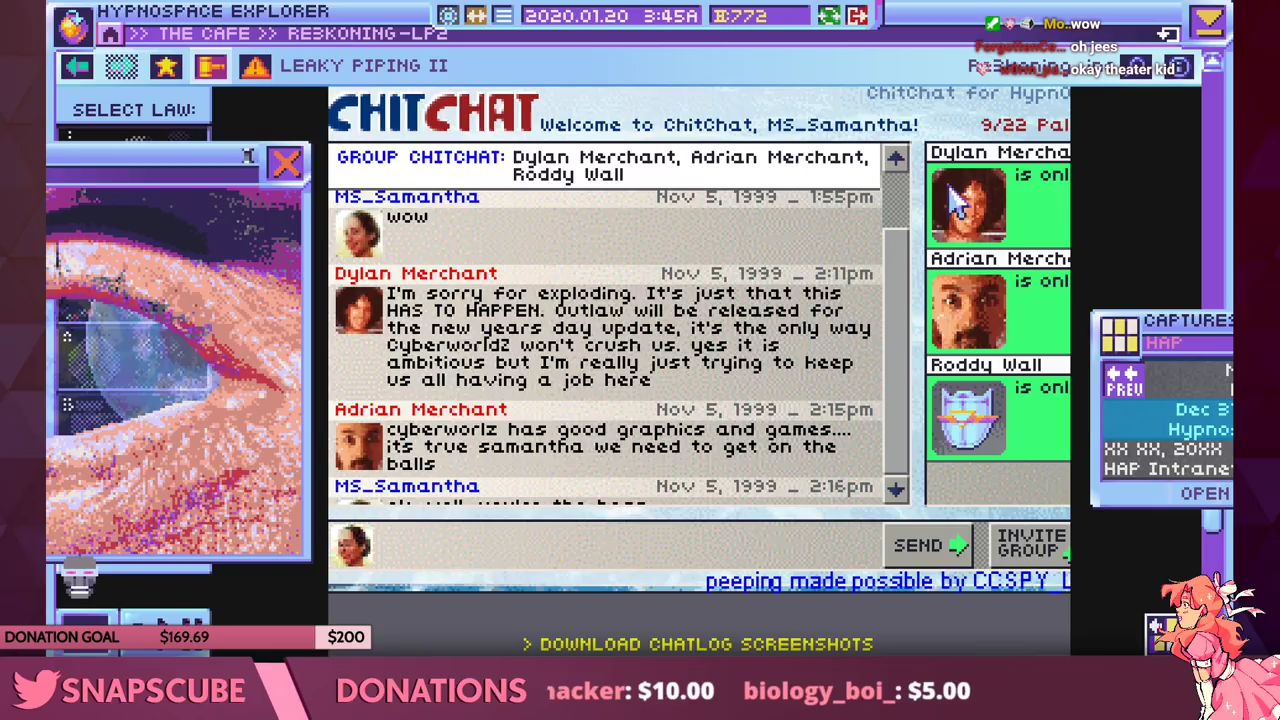 HYPNOSPACE EXPLORER
2020.01.20 3:45A
772
>> THE CAFE >> RE3KONING-LP2
Mo..wow
ForgottenCe... oh jees
okay theater kid
LEAKY PIPING II
SELECT LAW:
CHITCHAT
ChitChat for Hypn
Welcome to ChitChat, MS_Samantha!
9/22 Pal
GROUP CHITCHAT: Dylan Merchant, Adrian Merchant,
Roddy Wall
MS_Samantha Nov 5, 1999 _ 1:55pm
wow
Dylan Merchant Nov 5, 1999 _ 2:11pm
I'm sorry for exploding. It's just that this
HAS TO HAPPEN. Outlaw will be released for
the new years day update, it's the only way
Cyberworldz won't crush us. yes it is
ambitious but I'm really just trying to keep
us all having a job here
Adrian Merchant Nov 5, 1999 _ 2:15pm
cyberworlz has good graphics and games....
it's true samantha we need to get on the
balls
MS_Samantha Nov 5, 1999 _ 2:16pm
SEND
INVITE
GROUP
Dylan Mercha
is onl
Adrian Merch
is onl
Roddy Wall
is onl
peeping made possible by CCSPY_L
> DOWNLOAD CHATLOG SCREENSHOTS
CAPTURES
HAP
PREV
Dec 3
Hypno
XX XX, 20XX
HAP Intrane
OPEN
DONATION GOAL $169.69 $200
SNAPSCUBE
DONATIONS
hacker: $10.00 biology_boi_: $5.00